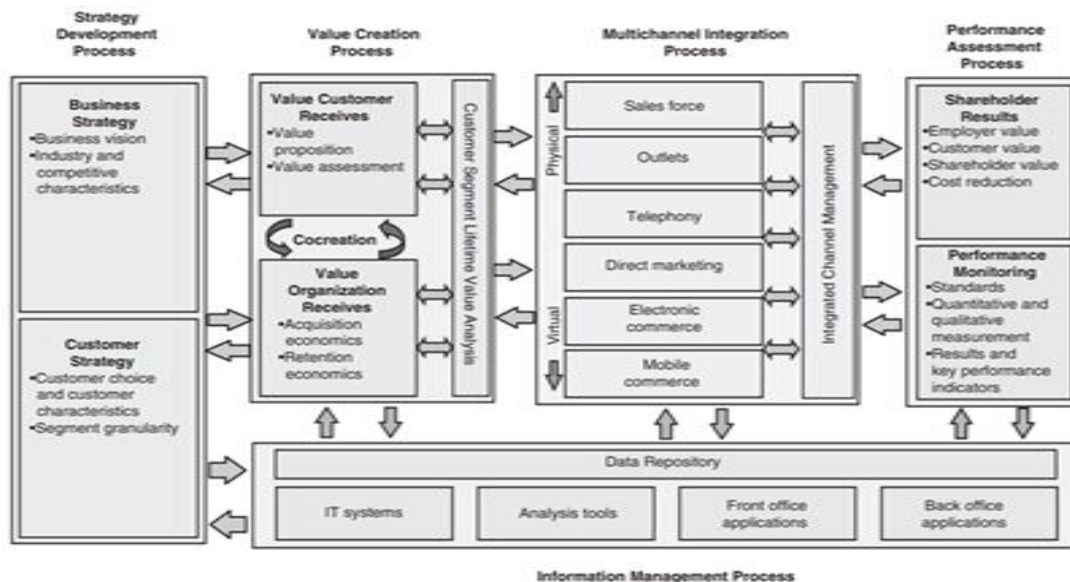 Strategy
Development
Process
Value Creation
Process
Multichannel Integration
Process
Performance
Assessment
Process
Business
Strategy
•Business vision
•Industry and
competitive
characteristics
Customer
Strategy
•Customer choice
and customer
characteristics
•Segment granularity
Value Customer
Receives
•Value
proposition
•Value assessment
Cocreation
Value
Organization
Receives
•Acquisition
economics
•Retention
economics
Customer Segment Lifetime Value Analysis
Physical
Virtual
Sales force
Outlets
Telephony
Direct marketing
Electronic
commerce
Mobile
commerce
Integrated Channel Management
Shareholder
Results
•Employer value
•Customer value
•Shareholder value
•Cost reduction
Performance
Monitoring
•Standards
•Quantitative and
qualitative
measurement
•Results and
key performance
indicators
Data Repository
IT systems
Analysis tools
Front office
applications
Back office
applications
Information Management Process